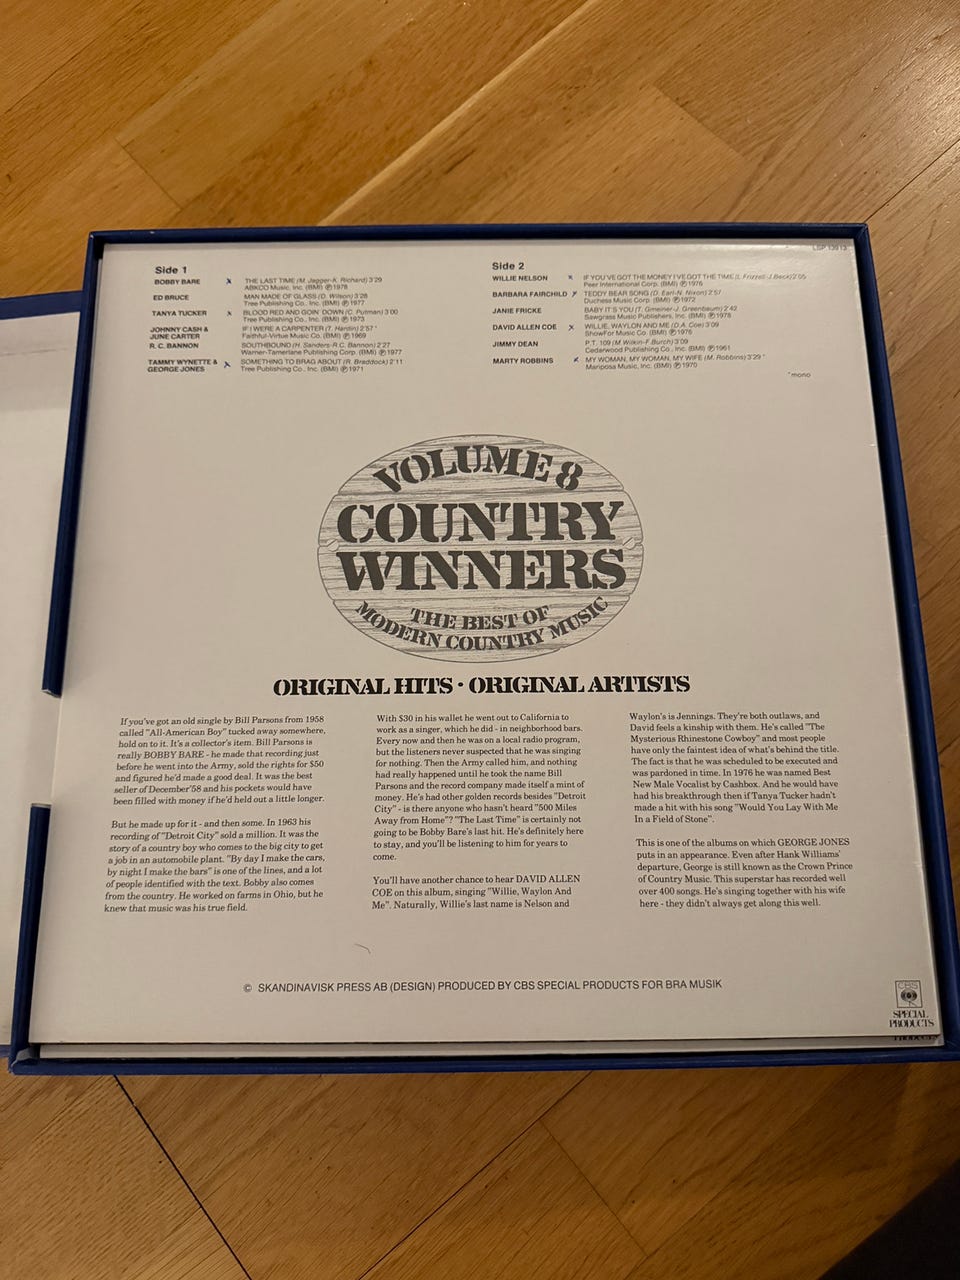 LSP 13913
Side 1
BOBBY BARE x THE LAST TIME (M. Jagger-K. Richard) 3'29
ABKCO Music, Inc. (BMI) ℗1978
ED BRUCE MAN MADE OF GLASS (D. Wilson) 3'28
Tree Publishing Co., Inc. (BMI) ℗1977
TANYA TUCKER x BLOOD RED AND GOIN' DOWN (C. Putman) 3'00
Tree Publishing Co., Inc. (BMI) ℗1973
JOHNNY CASH & IF I WERE A CARPENTER (T. Hardin) 2'57*
JUNE CARTER Faithful-Virtue Music Co. (BMI) ℗1969
R.C. BANNON SOUTHBOUND (H. Sanders-R.C. Bannon) 2'27
Warner-Tamerlane Publishing Corp. (BMI) ℗1977
TAMMY WYNETTE & x SOMETHING TO BRAG ABOUT (R. Braddock) 2'11
GEORGE JONES Tree Publishing Co., Inc. (BMI) ℗1971
Side 2
WILLIE NELSON x IF YOU'VE GOT THE MONEY I'VE GOT THE TIME (L. Frizzell-J. Beck) 2'05
Peer International Corp. (BMI) ℗1976
BARBARA FAIRCHILD x TEDDY BEAR SONG (D. Earl-N. Nixon) 2'57
Duchess Music Corp. (BMI) ℗1972
JANIE FRICKE BABY IT'S YOU (T. Gmeiner-J. Greenbaum) 2'42
Sawgrass Music Publishers, Inc. (BMI) ℗1978
DAVID ALLEN COE x WILLIE, WAYLON AND ME (D.A. Coe) 3'09
ShowFor Music Co. (BMI) ℗1976
JIMMY DEAN P.T. 109 (M. Wilkin-F. Burch) 3'09
Cedarwood Publishing Co. (BMI) ℗1961
MARTY ROBBINS x MY WOMAN, MY WOMAN, MY WIFE (M. Robbins) 3'29*
Mariposa Music, Inc. (BMI) ℗1970
*mono
VOLUME 8
COUNTRY
WINNERS
THE BEST OF
MODERN COUNTRY MUSIC
ORIGINAL HITS · ORIGINAL ARTISTS
If you've got an old single by Bill Parsons from 1958
called "All-American Boy" tucked away somewhere,
hold on to it. It's a collector's item. Bill Parsons is
really BOBBY BARE - he made that recording just
before he went into the Army, sold the rights for $50
and figured he'd made a good deal. It was the best
seller of December'58 and his pockets would have
been filled with money if he'd held out a little longer.
But he made up for it - and then some. In 1963 his
recording of "Detroit City" sold a million. It was the
story of a country boy who comes to the big city to get
a job in an automobile plant. "By day I make the cars,
by night I make the bars" is one of the lines, and a lot
of people identified with the text. Bobby also comes
from the country. He worked on farms in Ohio, but he
knew that music was his true field.
With $30 in his wallet he went out to California to
work as a singer, which he did - in neighborhood bars.
Every now and then he was on a local radio program,
but the listeners never suspected that he was singing
for nothing. Then the Army called him, and nothing
had really happened until he took the name Bill
Parsons and the record company made itself a mint of
money. He's had other golden records besides "Detroit
City" - is there anyone who hasn't heard "500 Miles
Away from Home"? "The Last Time" is certainly not
going to be Bobby Bare's last hit. He's definitely here
to stay, and you'll be listening to him for years to
come.
You'll have another chance to hear DAVID ALLEN
COE on this album, singing "Willie, Waylon And
Me". Naturally, Willie's last name is Nelson and
Waylon's is Jennings. They're both outlaws, and
David feels a kinship with them. He's called "The
Mysterious Rhinestone Cowboy" and most people
have only the faintest idea of what's behind the title.
The fact is that he was scheduled to be executed and
was pardoned in time. In 1976 he was named Best
New Male Vocalist by Cashbox. And he would have
had his breakthrough then if Tanya Tucker hadn't
made a hit with his song "Would You Lay With Me
In a Field of Stone".
This is one of the albums on which GEORGE JONES
puts in an appearance. Even after Hank Williams'
departure, George is still known as the Crown Prince
of Country Music. This superstar has recorded well
over 400 songs. He's singing together with his wife
here - they didn't always get along this well.
© SKANDINAVISK PRESS AB (DESIGN) PRODUCED BY CBS SPECIAL PRODUCTS FOR BRA MUSIK
CBS
SPECIAL
PRODUCTS
PRODUCTS